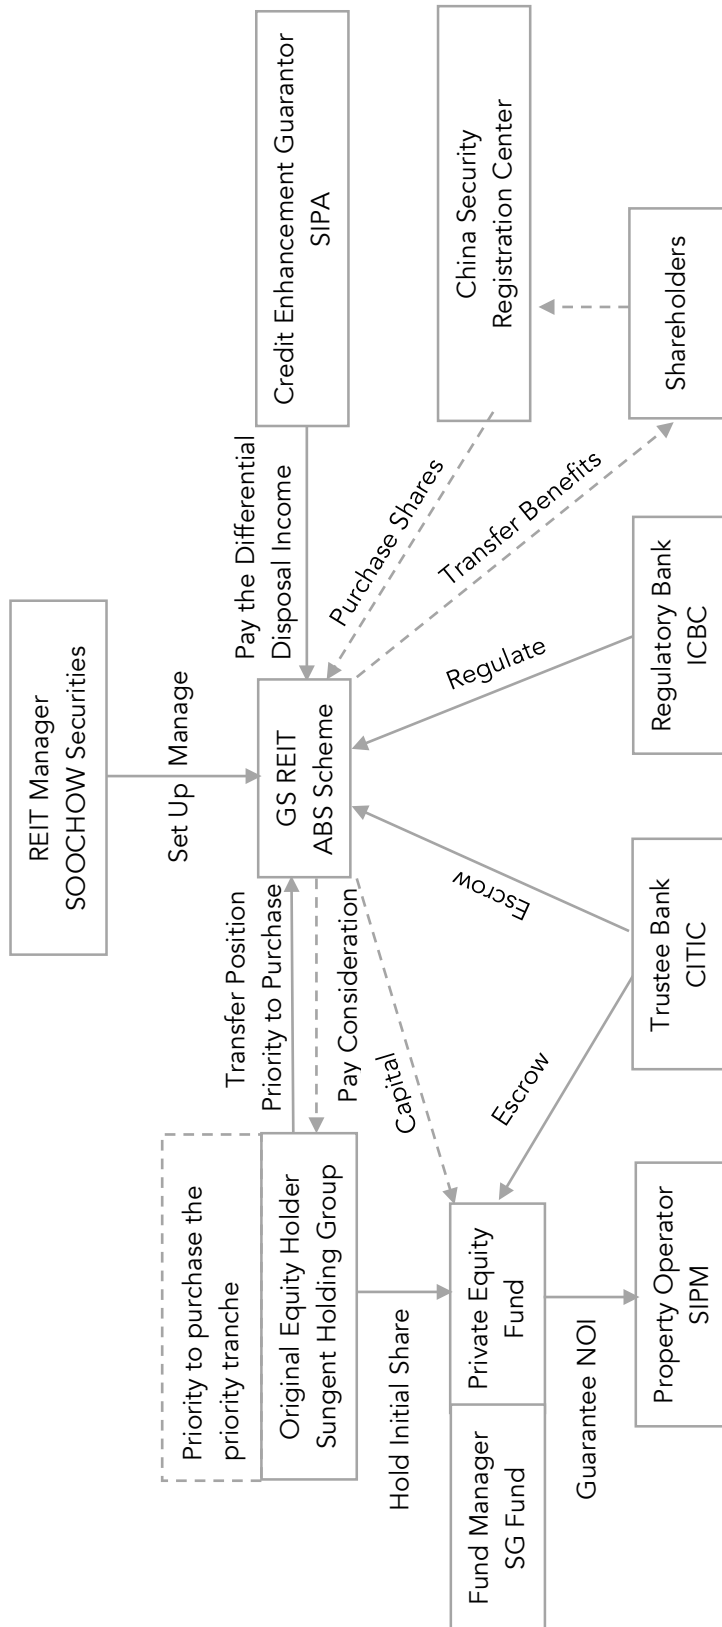 REIT Manager
SOOCHOW Securities
Set Up  Manage
Priority to purchase the
priority tranche
Transfer Position
Priority to Purchase
Pay the Differential
Disposal Income
Original Equity Holder
Sungent Holding Group
GS REIT
ABS Scheme
Credit Enhancement Guarantor
SIPA
Pay Consideration
Capital
Purchase Shares
Transfer Benefits
Hold Initial Share
Escrow
Escrow
Regulate
China Security
Registration Center
Fund Manager
SG Fund
Private Equity
Fund
Guarantee NOI
Property Operator
SIPM
Trustee Bank
CITIC
Regulatory Bank
ICBC
Shareholders